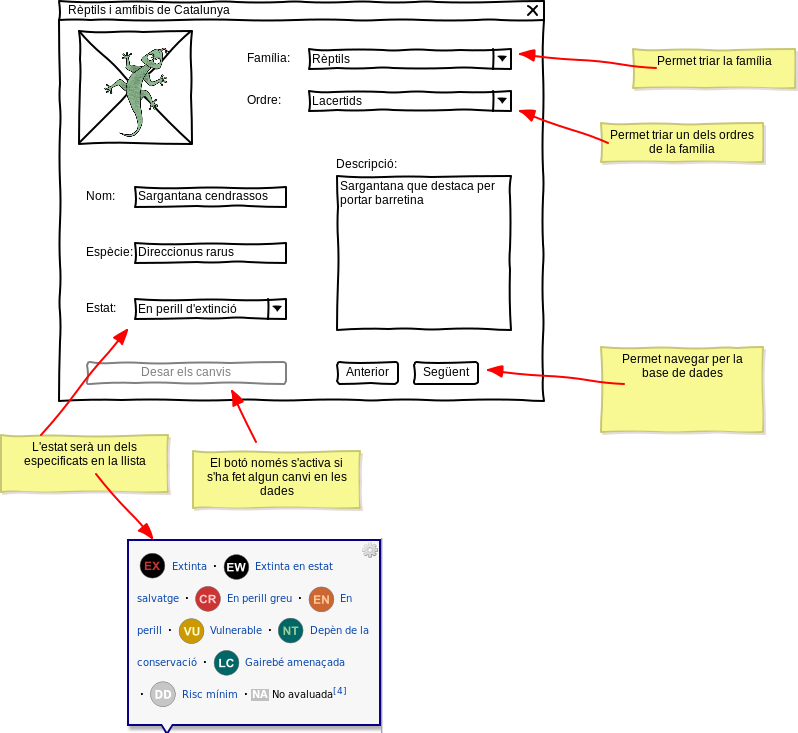 Rèptils i amfibis de Catalunya
Família:
Rèptils
Permet triar la família
Ordre:
Lacertids
Permet triar un dels ordres
de la família
Descripció:
Sargantana que destaca per
portar barretina
Nom:
Sargantana cendrassos
Espècie:
Direccionus rarus
Estat:
En perill d'extinció
Desar els canvis
Anterior
Següent
Permet navegar per la
base de dades
L'estat serà un dels
especificats en la llista
El botó només s'activa si
s'ha fet algun canvi en les
dades
EX Extinta · EW Extinta en estat
salvatge · CR En perill greu · EN En
perill · VU Vulnerable · NT Depèn de la
conservació · LC Gairebé amenaçada
· DD Risc mínim · NA No avaluada[4]